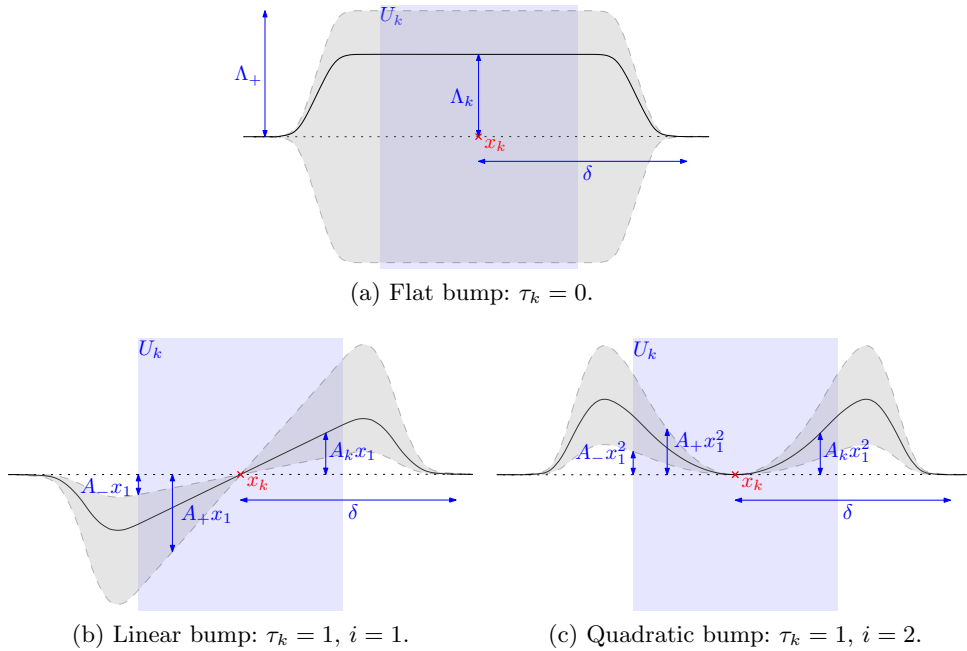 U_k
Λ_+
Λ_k
x_k
δ
(a) Flat bump: τ_k = 0.
U_k
A_k x_1
A_− x_1
x_k
A_+ x_1
δ
(b) Linear bump: τ_k = 1, i = 1.
U_k
A_+ x_1^2
A_− x_1^2
A_k x_1^2
x_k
δ
(c) Quadratic bump: τ_k = 1, i = 2.